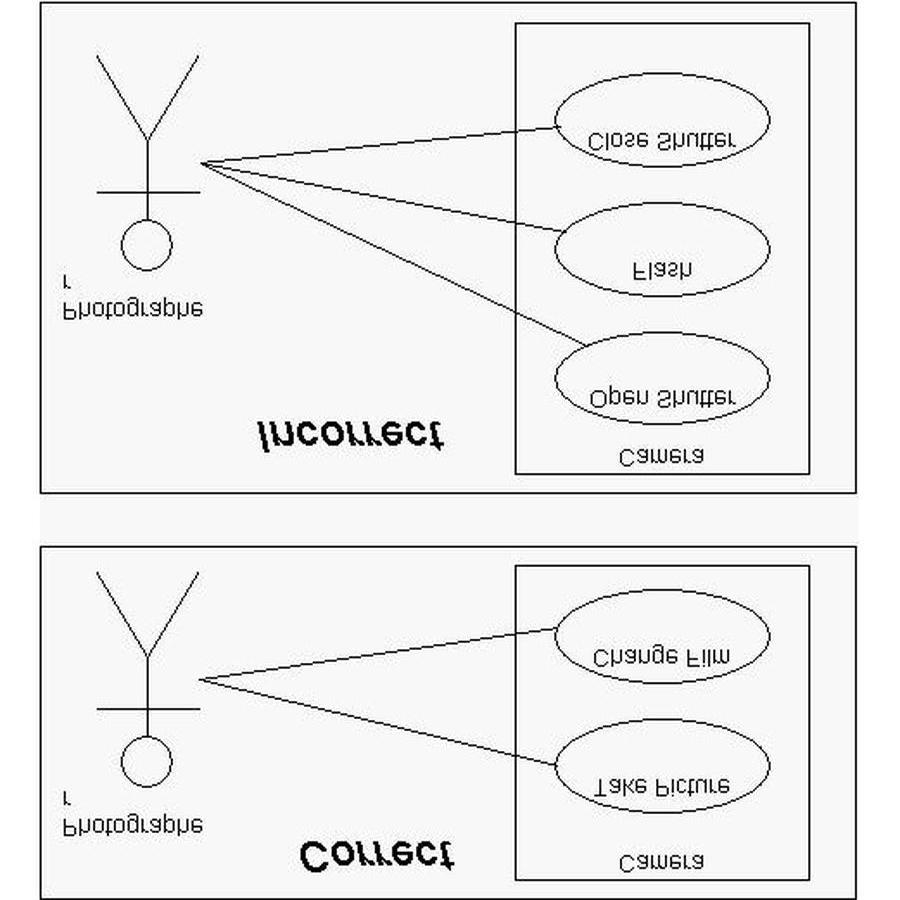 Camera
Correct
Photographe
r
Take Picture
Change Film
Camera
Incorrect
Open Shutter
Photographe
r
Flash
Close Shutter